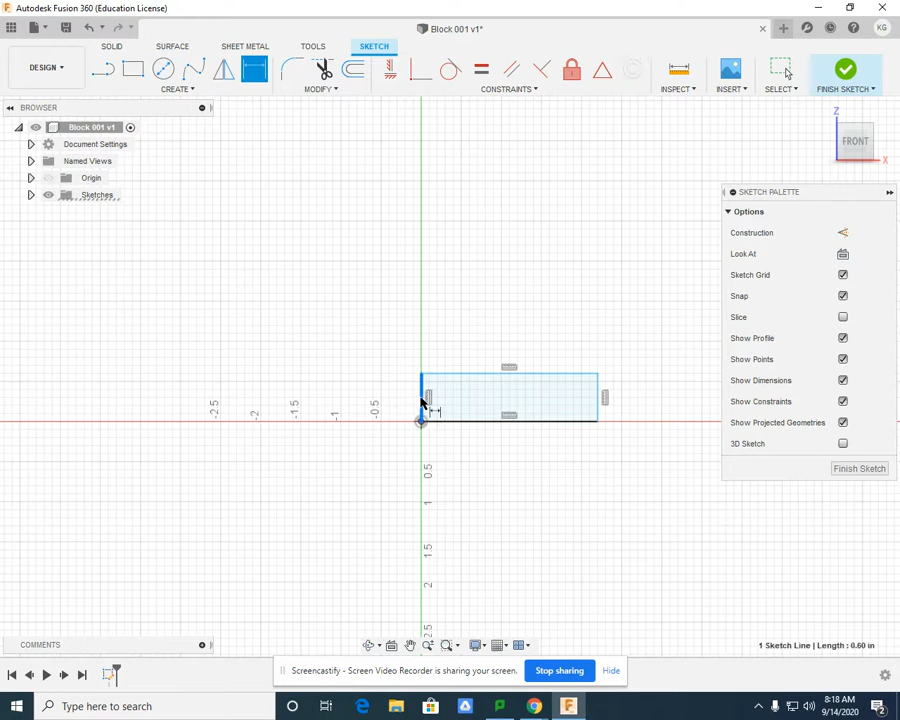 Autodesk Fusion 360 (Education License)
Block 001 v1*
KG
SOLID SURFACE SHEET METAL TOOLS SKETCH
DESIGN
CREATE MODIFY CONSTRAINTS INSPECT INSERT SELECT FINISH SKETCH
BROWSER
Block 001 v1
Document Settings
Named Views
Origin
Sketches
Z
FRONT
X
SKETCH PALETTE
Options
Construction
Look At
Sketch Grid
Snap
Slice
Show Profile
Show Points
Show Dimensions
Show Constraints
Show Projected Geometries
3D Sketch
Finish Sketch
-2.5 -2 -1.5 -1 -0.5
0.5
1
1.5
2
2.5
COMMENTS
1 Sketch Line | Length : 0.60 in
Screencastify - Screen Video Recorder is sharing your screen. Stop sharing Hide
Type here to search
8:18 AM
9/14/2020
2